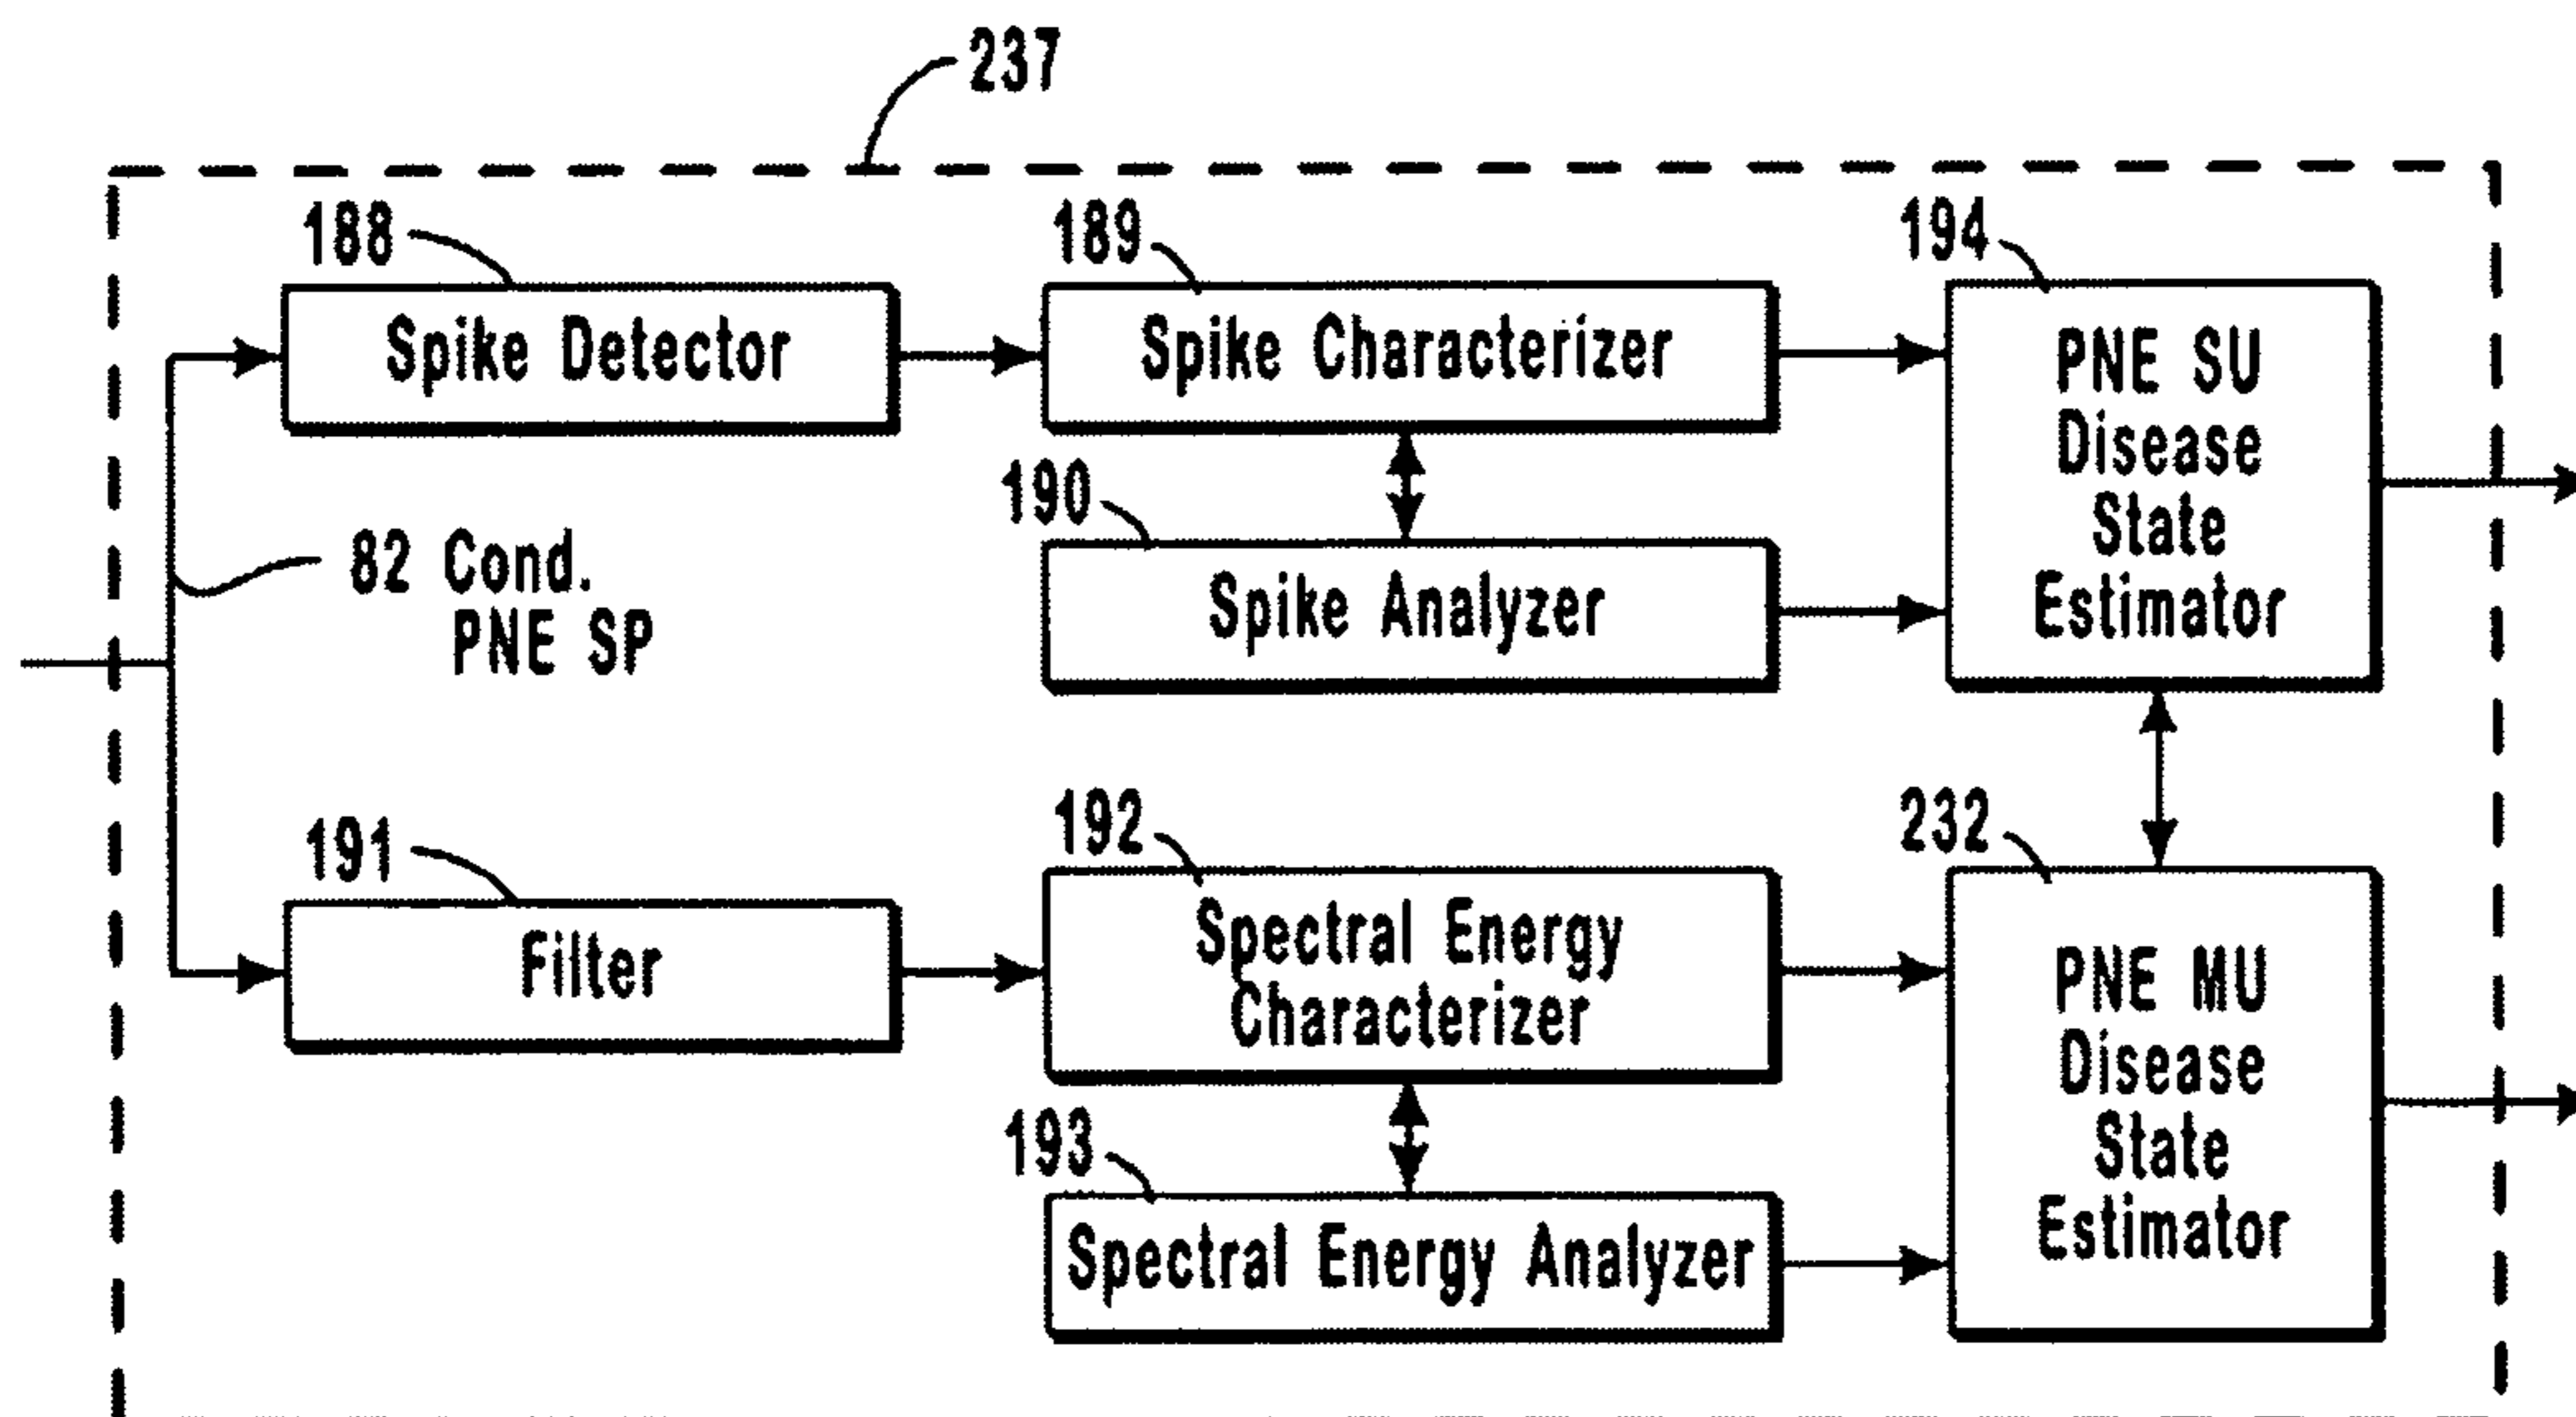 237
188
189
194
Spike Detector
Spike Characterizer
PNE SU
Disease
State
Estimator
190
82 Cond.
PNE SP
Spike Analyzer
191
192
232
Filter
Spectral Energy
Characterizer
PNE MU
Disease
State
Estimator
193
Spectral Energy Analyzer